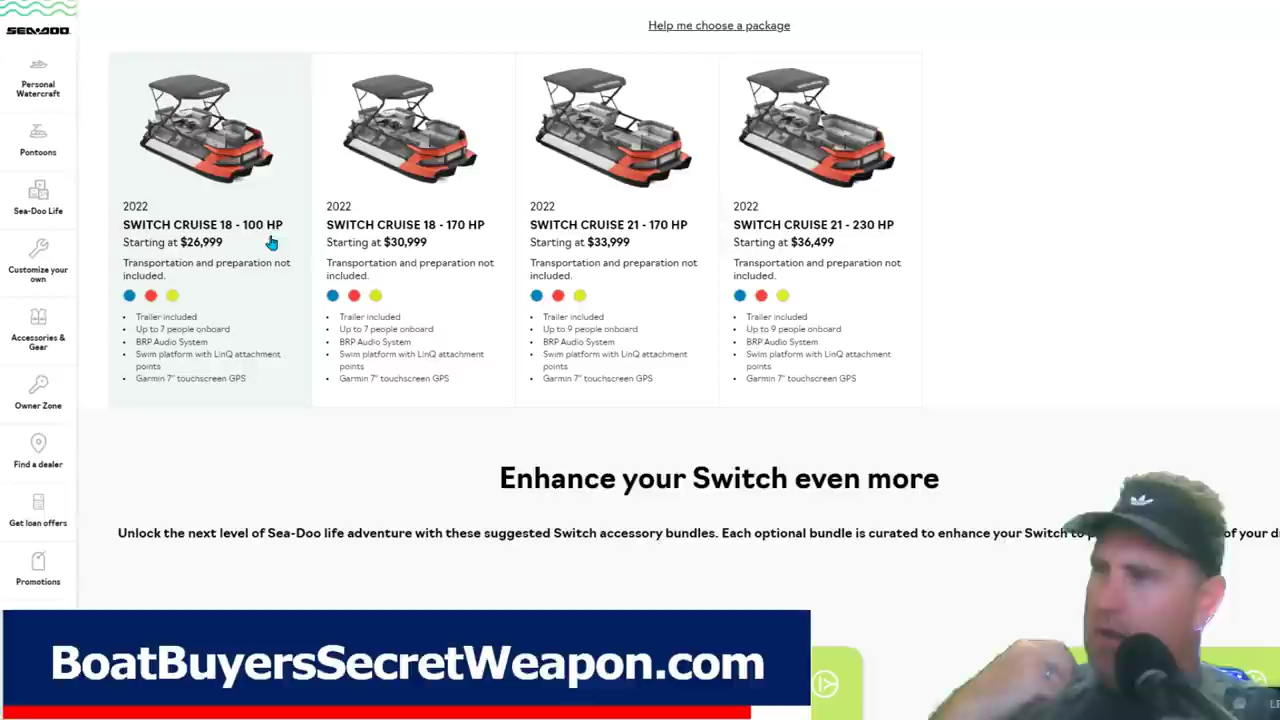 SEA-DOO
Personal
Watercraft
Pontoons
Sea-Doo Life
Customize your
own
Accessories &
Gear
Owner Zone
Find a dealer
Get loan offers
Promotions
Help me choose a package
2022
SWITCH CRUISE 18 - 100 HP
Starting at $26,999
Transportation and preparation not
included.
• Trailer included
• Up to 7 people onboard
• BRP Audio System
• Swim platform with LinQ attachment
points
• Garmin 7" touchscreen GPS
2022
SWITCH CRUISE 18 - 170 HP
Starting at $30,999
Transportation and preparation not
included.
• Trailer included
• Up to 7 people onboard
• BRP Audio System
• Swim platform with LinQ attachment
points
• Garmin 7" touchscreen GPS
2022
SWITCH CRUISE 21 - 170 HP
Starting at $33,999
Transportation and preparation not
included.
• Trailer included
• Up to 9 people onboard
• BRP Audio System
• Swim platform with LinQ attachment
points
• Garmin 7" touchscreen GPS
2022
SWITCH CRUISE 21 - 230 HP
Starting at $36,499
Transportation and preparation not
included.
• Trailer included
• Up to 9 people onboard
• BRP Audio System
• Swim platform with LinQ attachment
points
• Garmin 7" touchscreen GPS
Enhance your Switch even more
Unlock the next level of Sea-Doo life adventure with these suggested Switch accessory bundles. Each optional bundle is curated to enhance your Switch to of your
BoatBuyersSecretWeapon.com